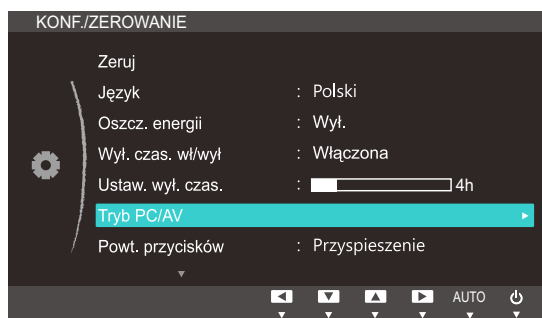 KONF./ZEROWANIE
Zeruj
Język : Polski
Oszcz. energii : Wył.
Wył. czas. wł/wył : Włączona
Ustaw. wył. czas. : 4h
Tryb PC/AV
Powt. przycisków : Przyspieszenie
AUTO